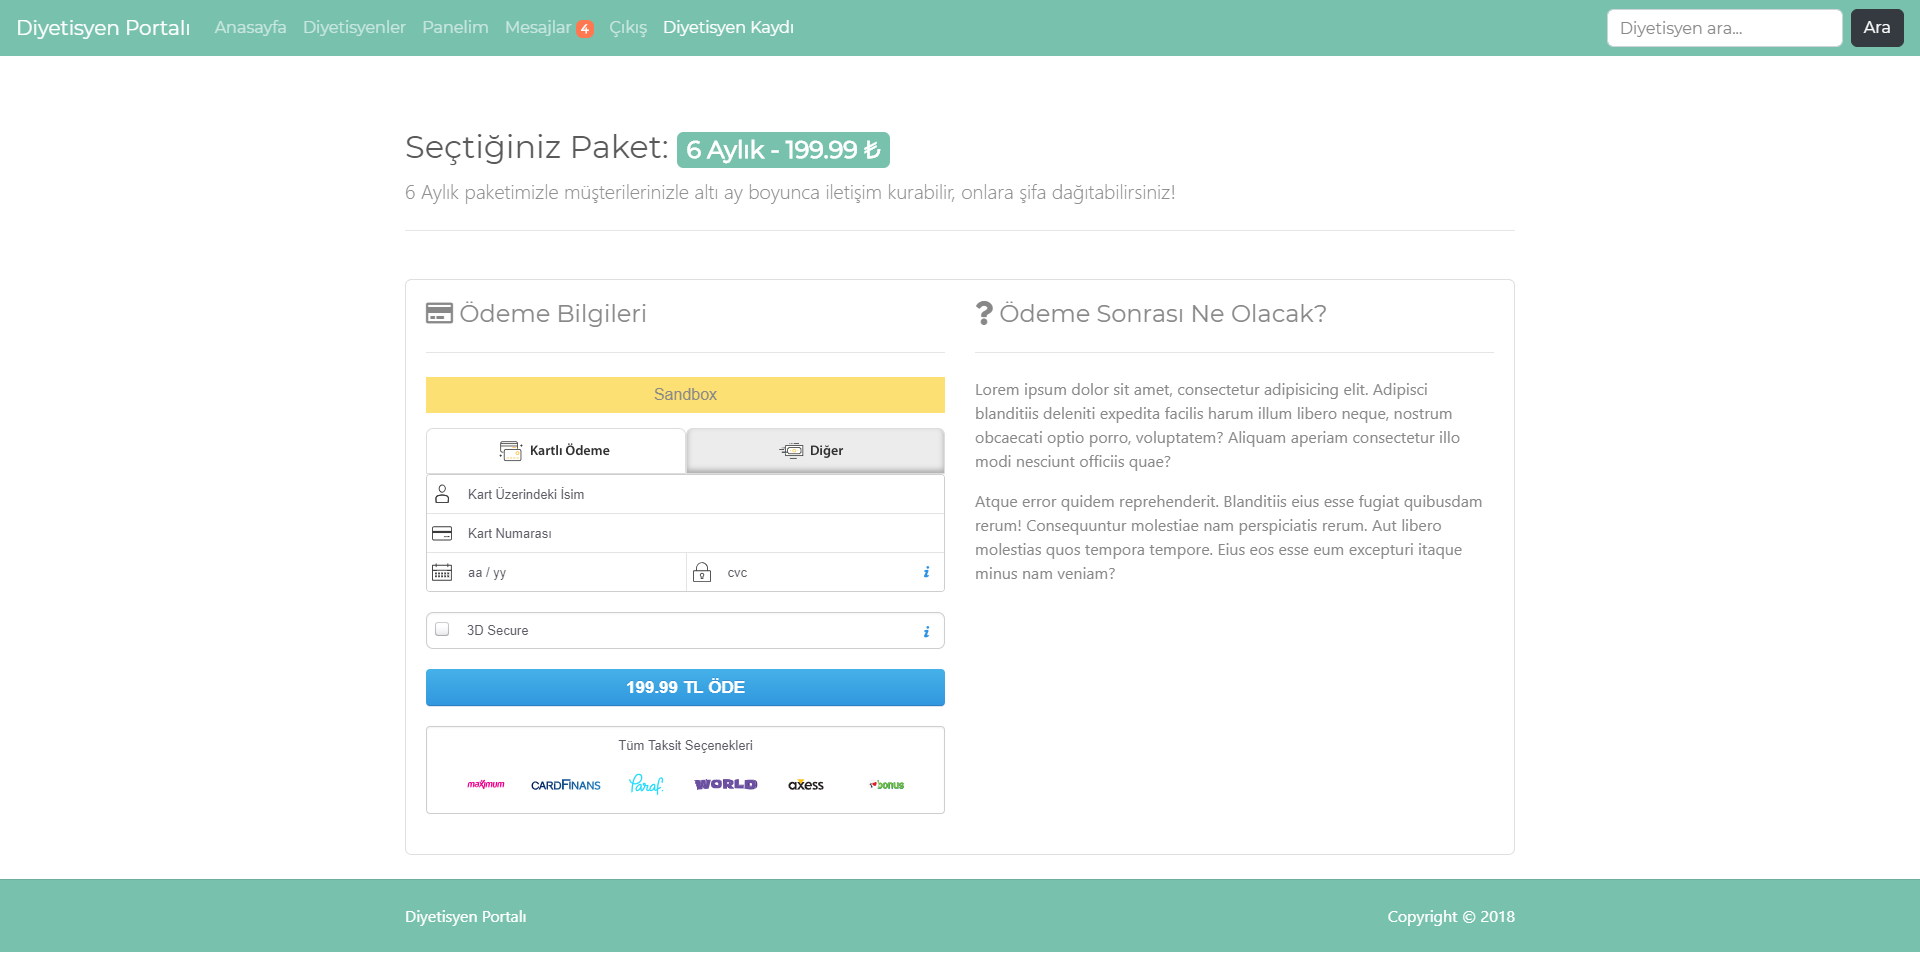 Diyetisyen Portalı Anasayfa Diyetisyenler Panelim Mesajlar 4 Çıkış Diyetisyen Kaydı Diyetisyen ara... Ara
Seçtiğiniz Paket: 6 Aylık - 199.99 ₺
6 Aylık paketimizle müşterilerinizle altı ay boyunca iletişim kurabilir, onlara şifa dağıtabilirsiniz!
Ödeme Bilgileri
Sandbox
Kartlı Ödeme Diğer
Kart Üzerindeki İsim
Kart Numarası
aa / yy cvc i
3D Secure i
199.99 TL ÖDE
Tüm Taksit Seçenekleri
maximum CARDFINANS Paraf WORLD axess bonus
Ödeme Sonrası Ne Olacak?
Lorem ipsum dolor sit amet, consectetur adipisicing elit. Adipisci
blanditiis deleniti expedita facilis harum illum libero neque, nostrum
obcaecati optio porro, voluptatem? Aliquam aperiam consectetur illo
modi nesciunt officiis quae?
Atque error quidem reprehenderit. Blanditiis eius esse fugiat quibusdam
rerum! Consequuntur molestiae nam perspiciatis rerum. Aut libero
molestias quos tempora tempore. Eius eos esse eum excepturi itaque
minus nam veniam?
Diyetisyen Portalı Copyright © 2018